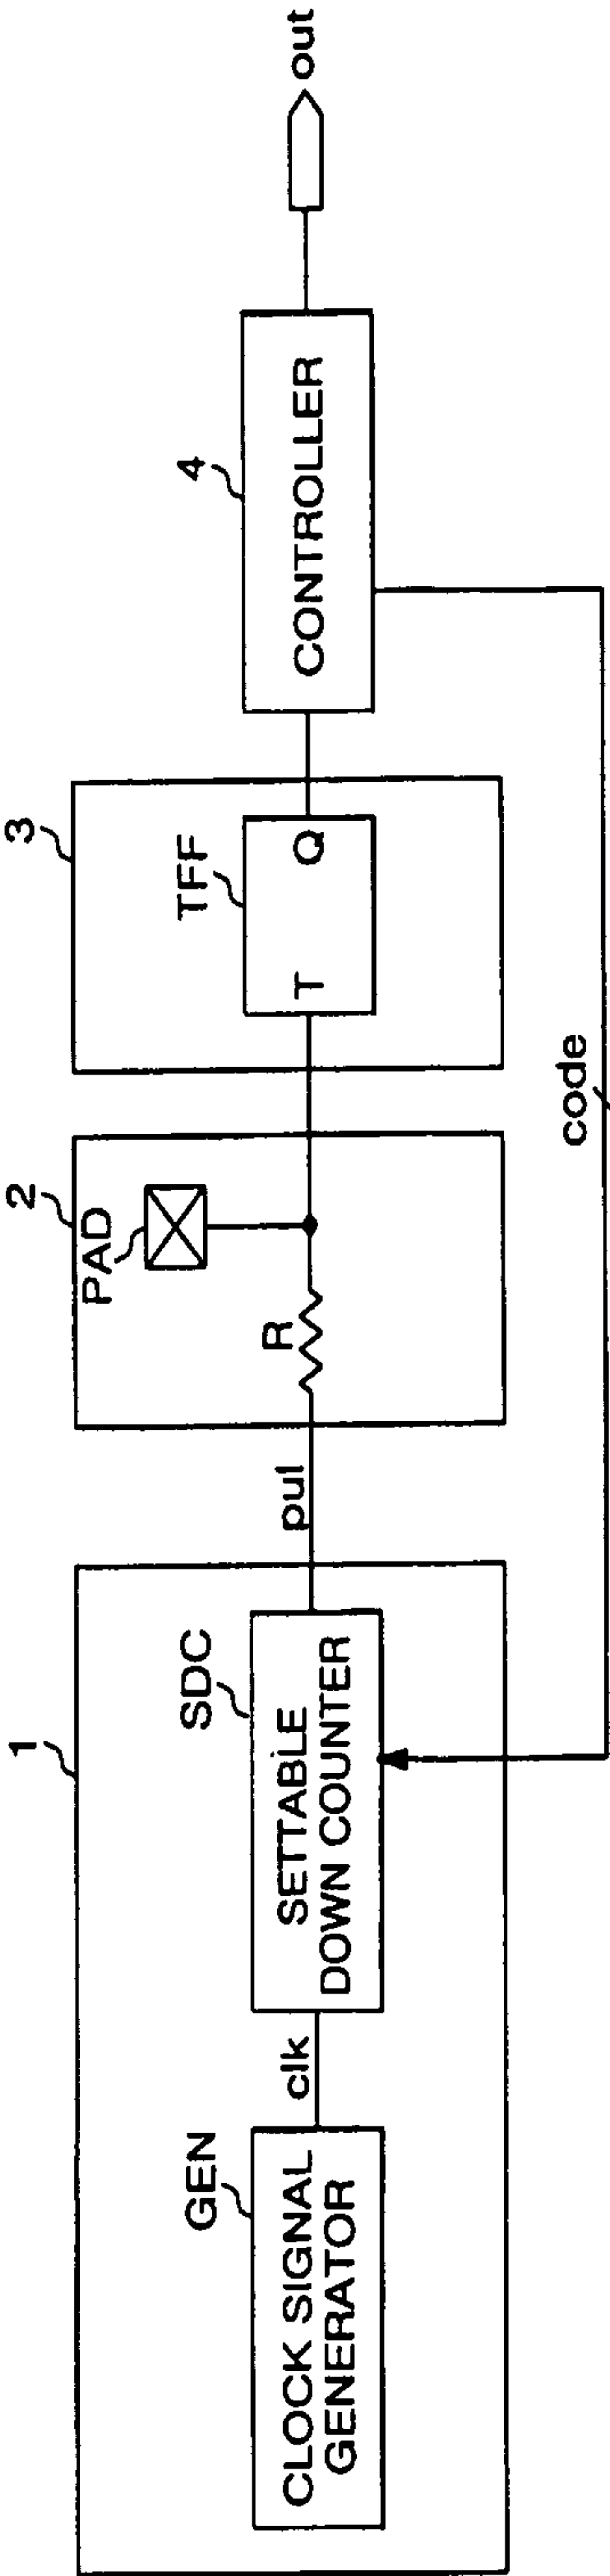 1
GEN
CLOCK SIGNAL
GENERATOR
clk
SDC
SETTABLE
DOWN COUNTER
pul
2
PAD
R
3
TFF
T
Q
4
CONTROLLER
out
code